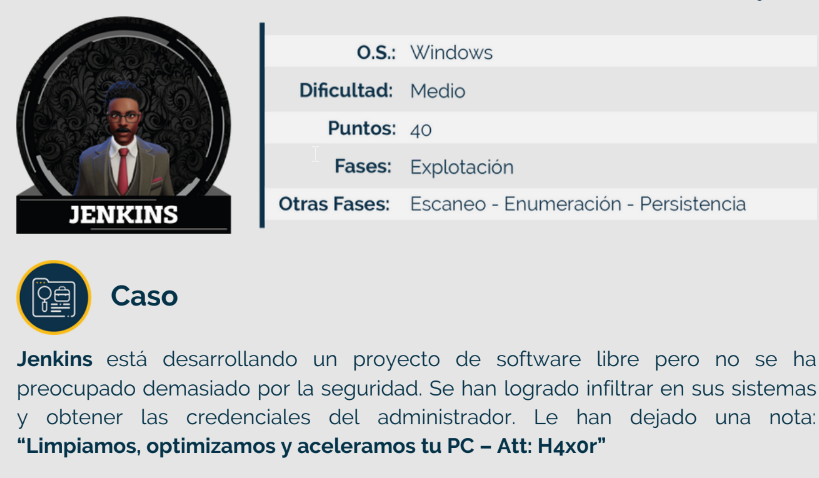 JENKINS
O.S.: Windows
Dificultad: Medio
Puntos: 40
Fases: Explotación
Otras Fases: Escaneo - Enumeración - Persistencia
Caso
Jenkins está desarrollando un proyecto de software libre pero no se ha
preocupado demasiado por la seguridad. Se han logrado infiltrar en sus sistemas
y obtener las credenciales del administrador. Le han dejado una nota:
“Limpiamos, optimizamos y aceleramos tu PC – Att: H4x0r”